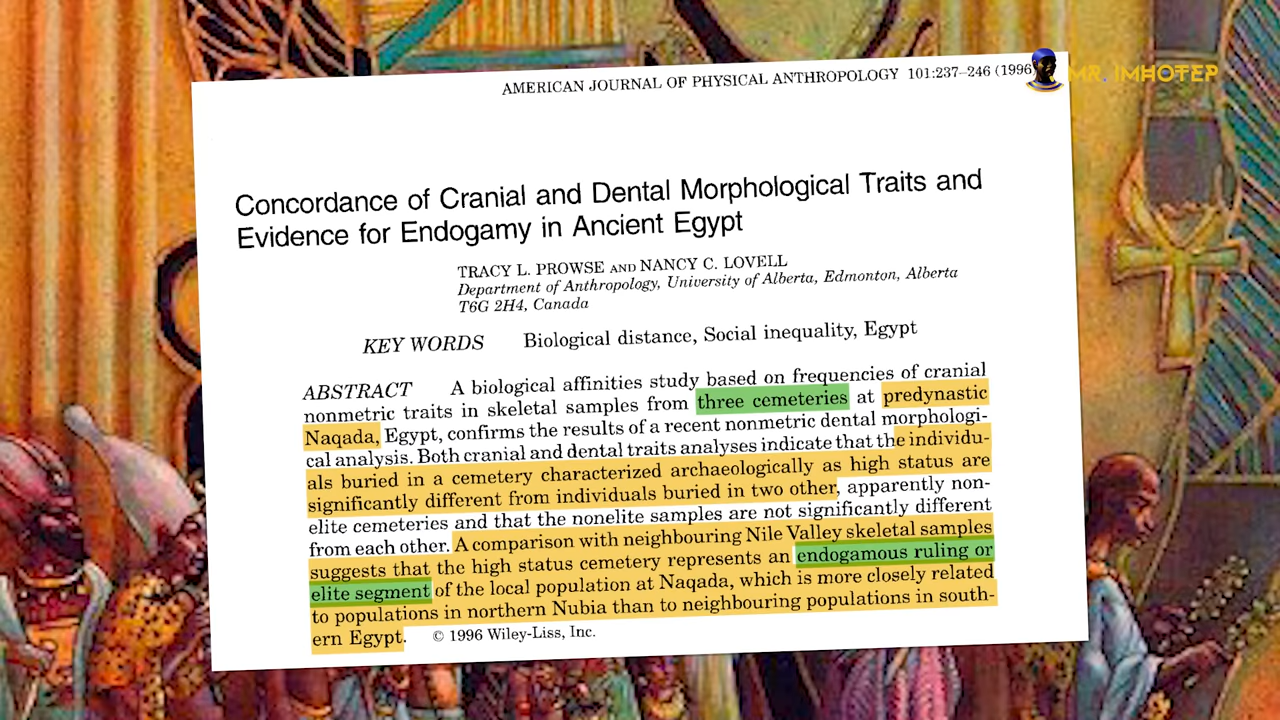 AMERICAN JOURNAL OF PHYSICAL ANTHROPOLOGY 101:237–246 (1996
MR. IMHOTEP
Concordance of Cranial and Dental Morphological Traits and
Evidence for Endogamy in Ancient Egypt
TRACY L. PROWSE AND NANCY C. LOVELL
Department of Anthropology, University of Alberta, Edmonton, Alberta
T6G 2H4, Canada
KEY WORDS Biological distance, Social inequality, Egypt
ABSTRACT A biological affinities study based on frequencies of cranial
nonmetric traits in skeletal samples from three cemeteries at predynastic
Naqada, Egypt, confirms the results of a recent nonmetric dental morphologi-
cal analysis. Both cranial and dental traits analyses indicate that the individu-
als buried in a cemetery characterized archaeologically as high status are
significantly different from individuals buried in two other, apparently non-
elite cemeteries and that the nonelite samples are not significantly different
from each other. A comparison with neighbouring Nile Valley skeletal samples
suggests that the high status cemetery represents an endogamous ruling or
elite segment of the local population at Naqada, which is more closely related
to populations in northern Nubia than to neighbouring populations in south-
ern Egypt. © 1996 Wiley-Liss, Inc.